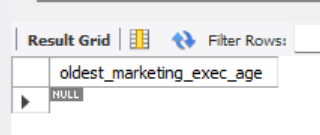 Result Grid Filter Rows:
oldest_marketing_exec_age
NULL